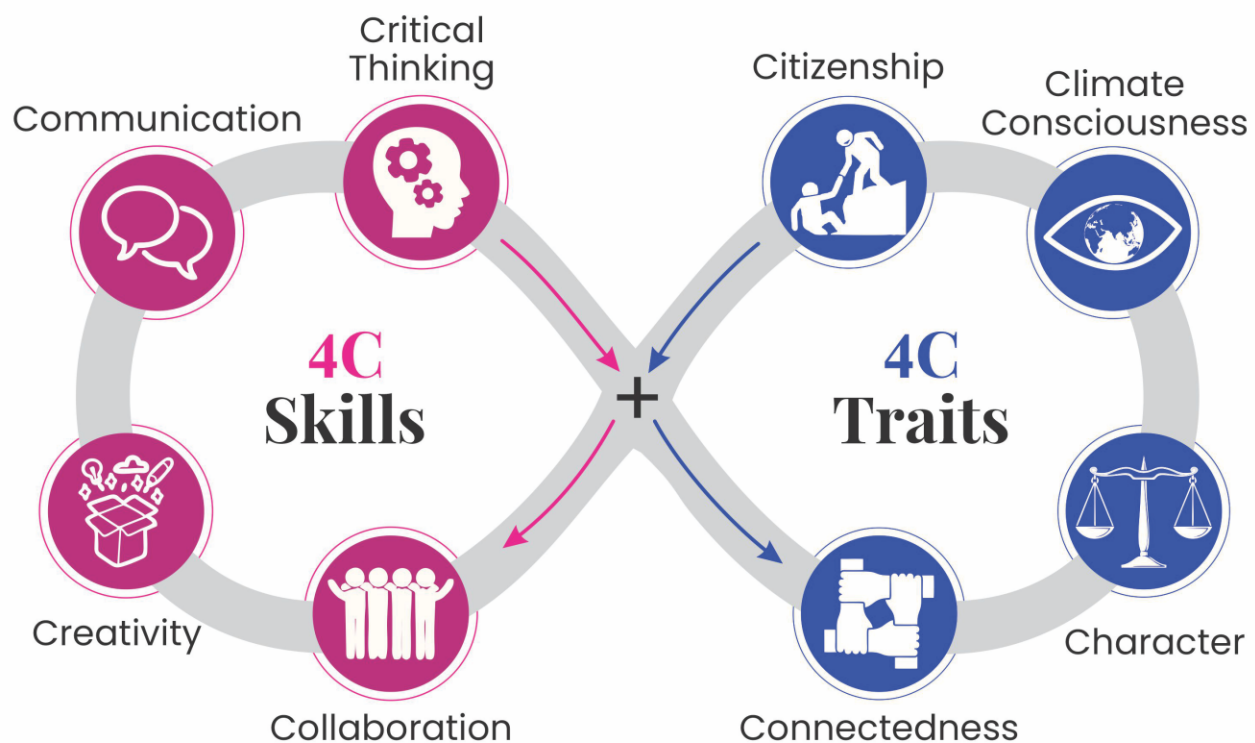 Critical
Thinking
Communication
4C
Skills
Creativity
Collaboration
+
Citizenship
Climate
Consciousness
4C
Traits
Character
Connectedness